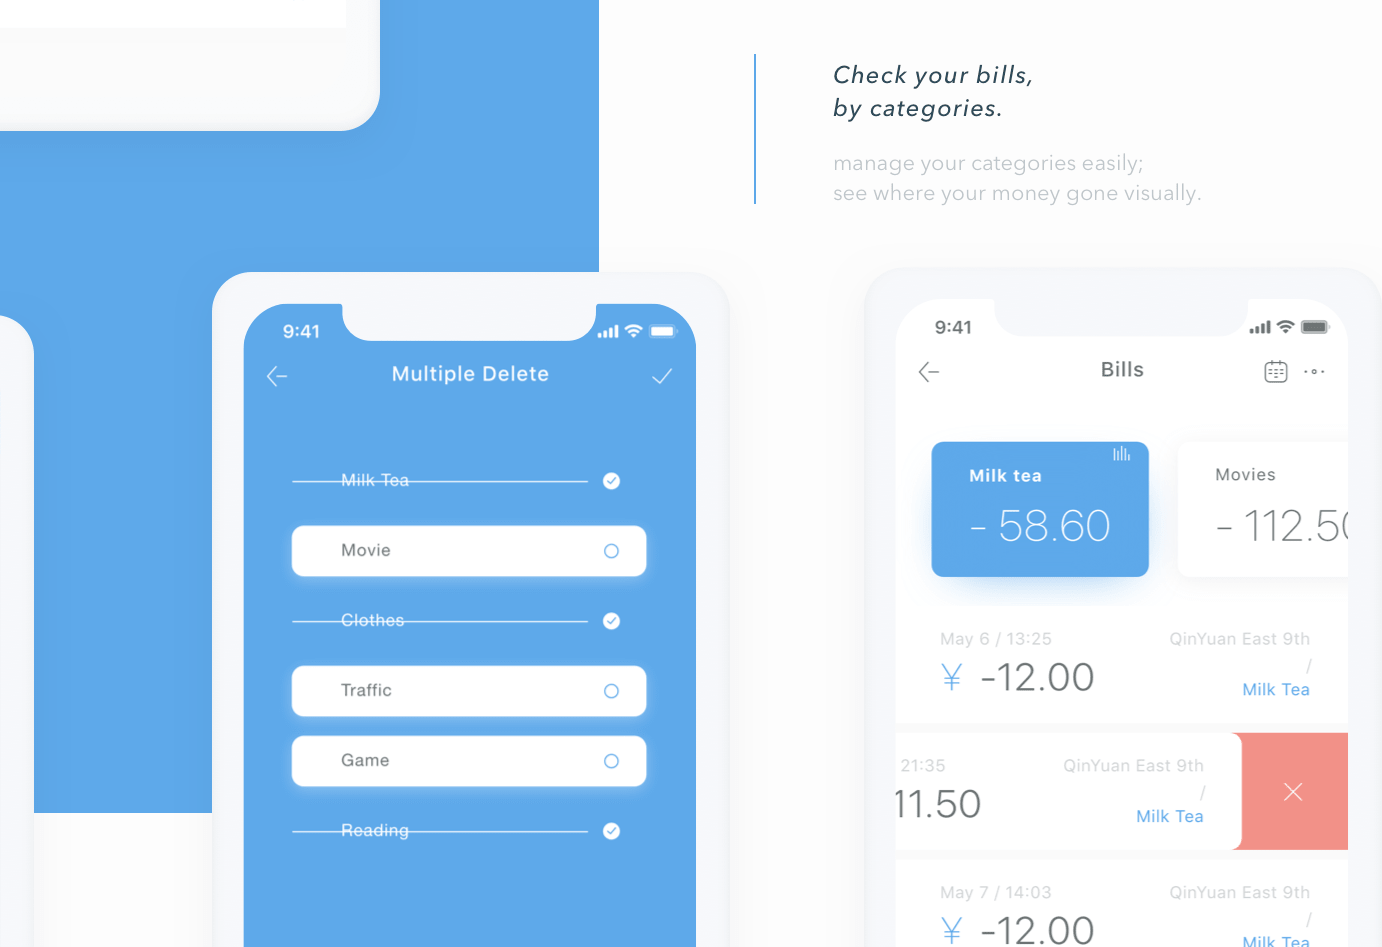 Check your bills,
by categories.
manage your categories easily;
see where your money gone visually.
9:41
Multiple Delete
Milk Tea
Movie
Clothes
Traffic
Game
Reading
9:41
Bills
Milk tea
- 58.60
Movies
- 112.50
May 6 / 13:25
QinYuan East 9th
/
¥ -12.00
Milk Tea
21:35
QinYuan East 9th
/
11.50
Milk Tea
May 7 / 14:03
QinYuan East 9th
/
¥ -12.00
Milk Tea